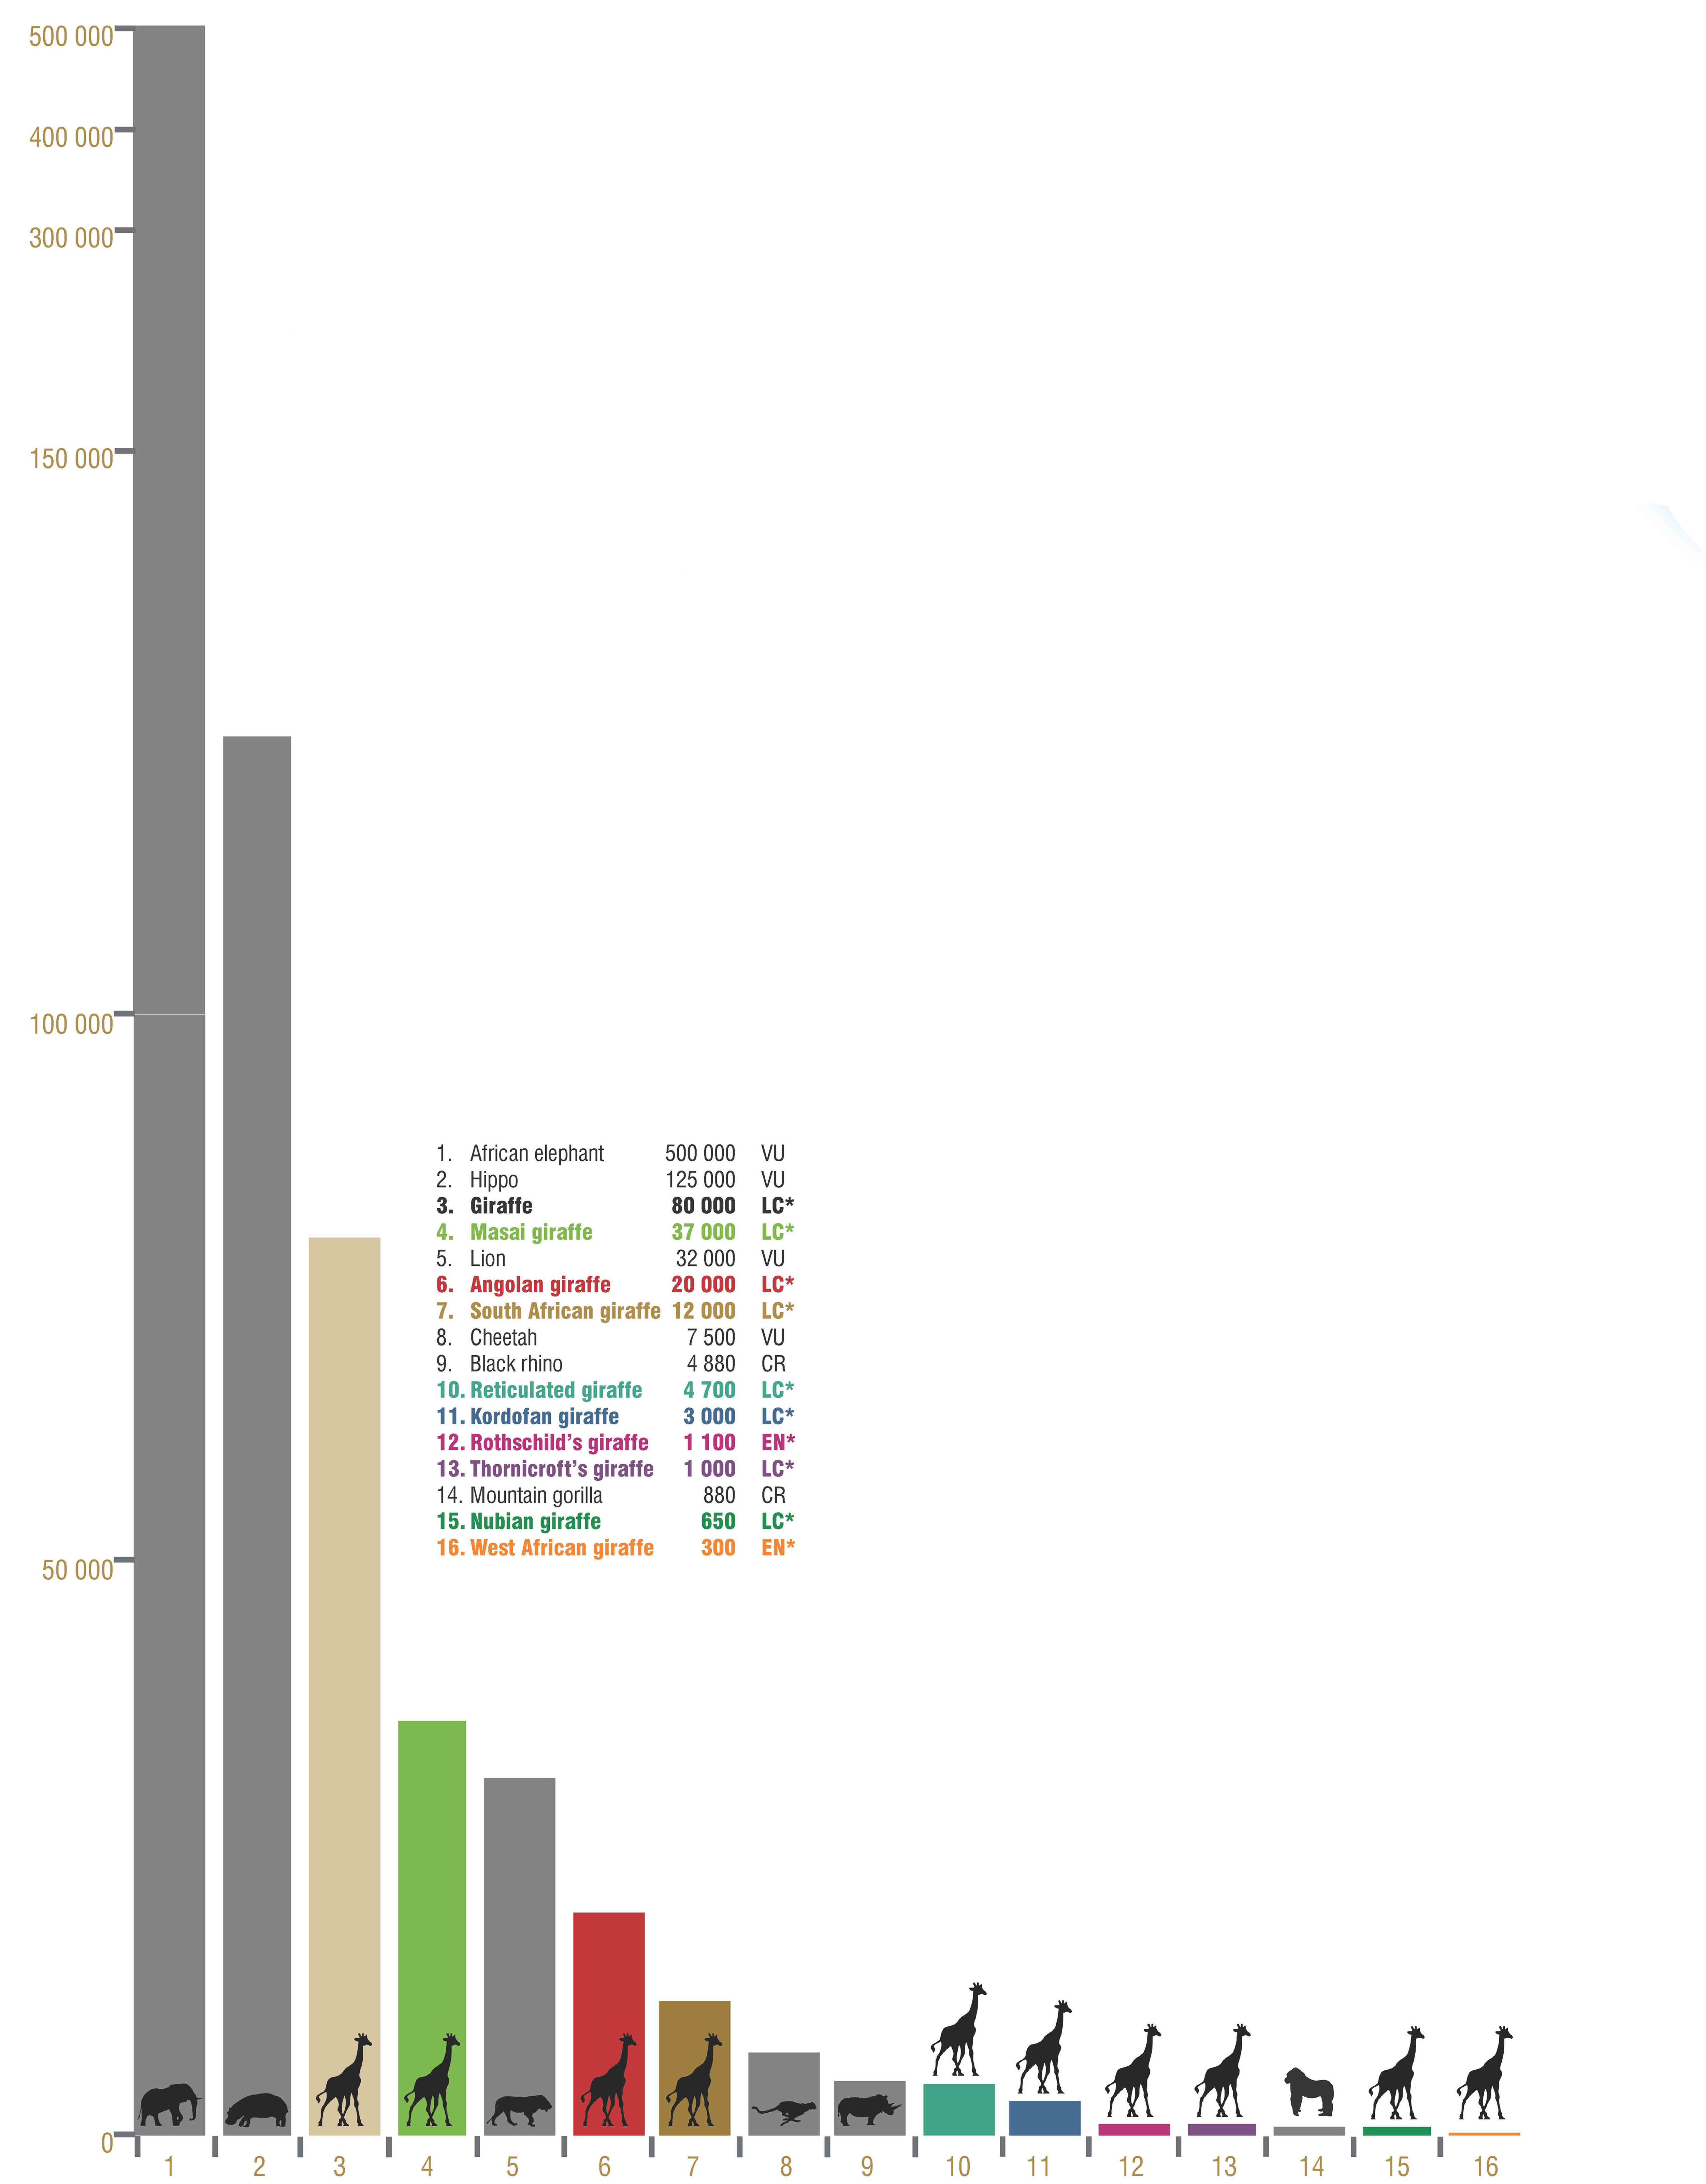 500 000
400 000
300 000
150 000
100 000
1. African elephant 500 000 VU
2. Hippo 125 000 VU
3. Giraffe 80 000 LC*
4. Masai giraffe 37 000 LC*
5. Lion 32 000 VU
6. Angolan giraffe 20 000 LC*
7. South African giraffe 12 000 LC*
8. Cheetah 7 500 VU
9. Black rhino 4 880 CR
10. Reticulated giraffe 4 700 LC*
11. Kordofan giraffe 3 000 LC*
12. Rothschild’s giraffe 1 100 EN*
13. Thornicroft’s giraffe 1 000 LC*
14. Mountain gorilla 880 CR
15. Nubian giraffe 650 LC*
16. West African giraffe 300 EN*
50 000
0
1 2 3 4 5 6 7 8 9 10 11 12 13 14 15 16